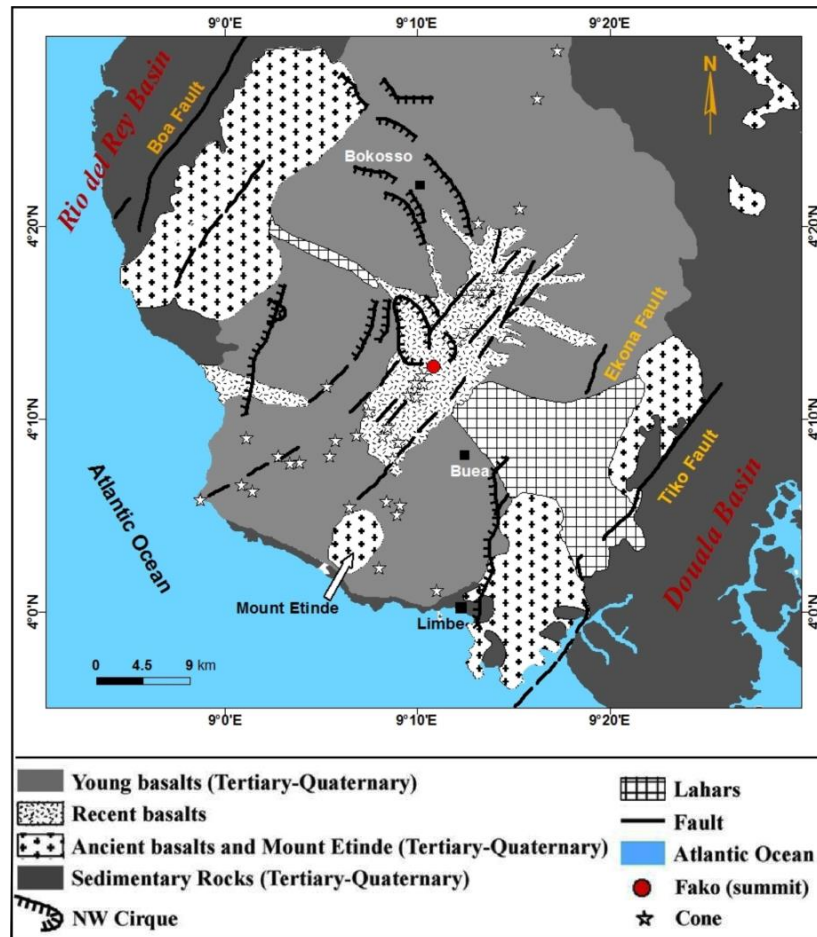 9°0'E 9°10'E 9°20'E
N
Rio del Rey Basin
Boa Fault
Bokosso
4°20'N 4°20'N
Ekona Fault
4°10'N 4°10'N
Buea
Tiko Fault
Douala Basin
Atlantic Ocean
Mount Etinde
Limbe
4°0'N 4°0'N
0 4.5 9 km
9°0'E 9°10'E 9°20'E
Young basalts (Tertiary-Quaternary)
Recent basalts
Ancient basalts and Mount Etinde (Tertiary-Quaternary)
Sedimentary Rocks (Tertiary-Quaternary)
NW Cirque
Lahars
Fault
Atlantic Ocean
Fako (summit)
Cone